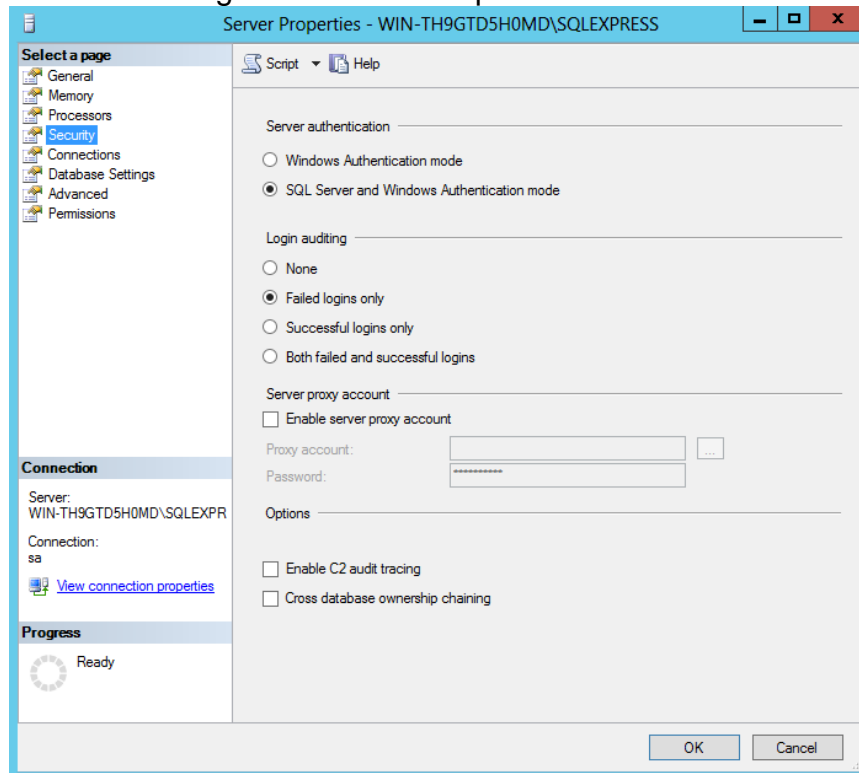 Server Properties - WIN-TH9GTD5H0MD\SQLEXPRESS
Select a page
General
Memory
Processors
Security
Connections
Database Settings
Advanced
Permissions
Script Help
Server authentication
Windows Authentication mode
SQL Server and Windows Authentication mode
Login auditing
None
Failed logins only
Successful logins only
Both failed and successful logins
Server proxy account
Enable server proxy account
Proxy account:
...
Password:
**********
Options
Enable C2 audit tracing
Cross database ownership chaining
Connection
Server:
WIN-TH9GTD5H0MD\SQLEXPR
Connection:
sa
View connection properties
Progress
Ready
OK Cancel